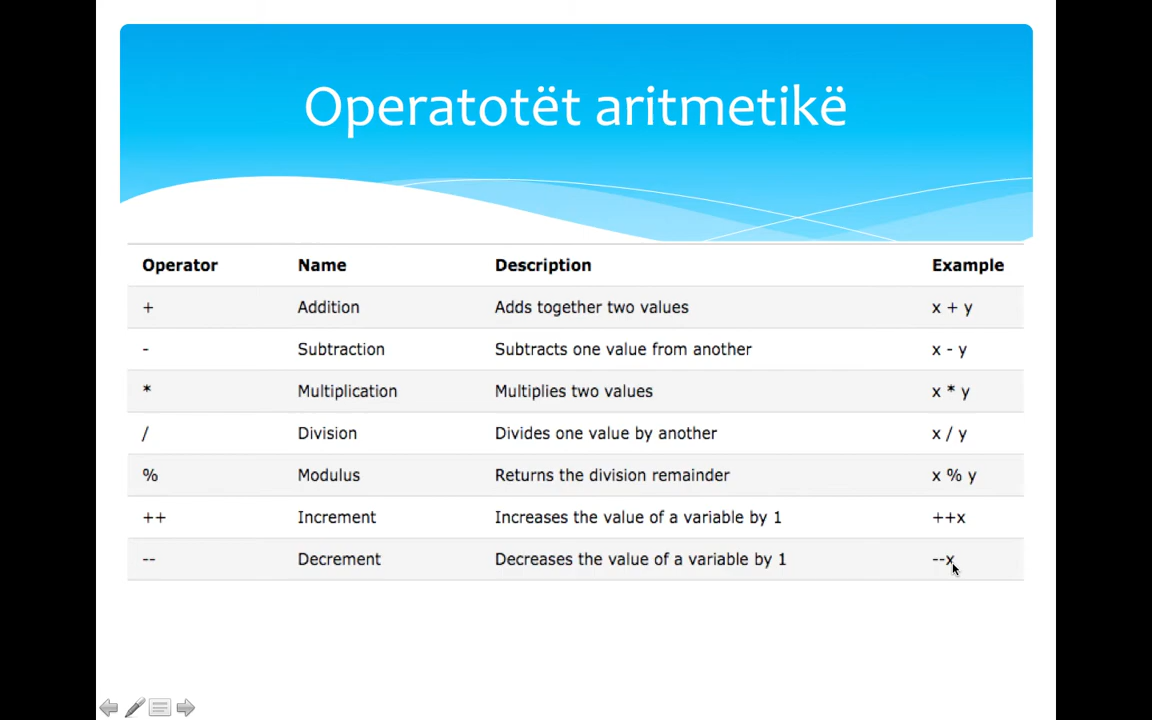 Operatotët aritmetikë
Operator Name Description Example
+ Addition Adds together two values x + y
- Subtraction Subtracts one value from another x - y
* Multiplication Multiplies two values x * y
/ Division Divides one value by another x / y
% Modulus Returns the division remainder x % y
++ Increment Increases the value of a variable by 1 ++x
-- Decrement Decreases the value of a variable by 1 --x